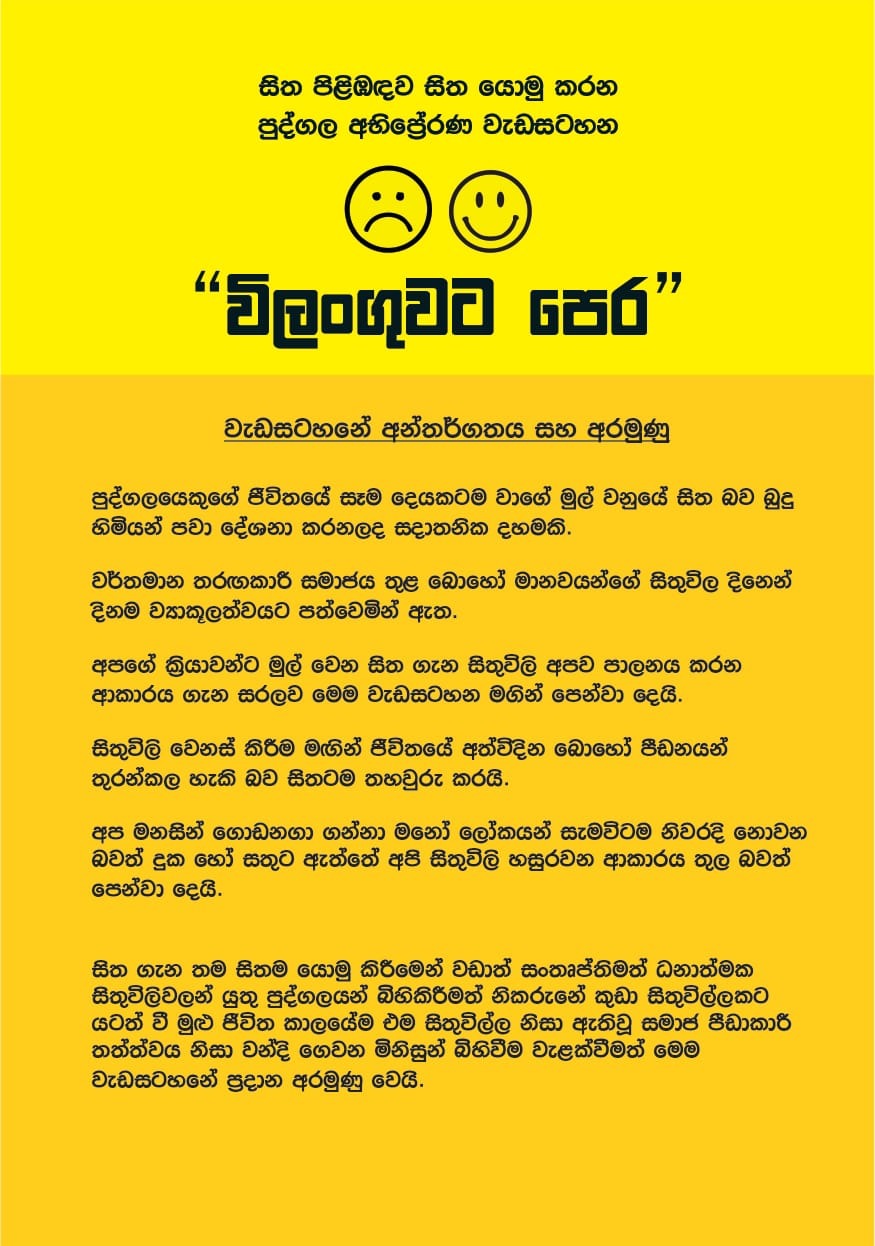 සිත පිළිඹඳව සිත යොමු කරන
පුද්ගල අභිප්‍රේරණ වැඩසටහන
“විලංගුවට පෙර”
වැඩසටහනේ අන්තර්ගතය සහ අරමුණු
පුද්ගලයෙකුගේ ජීවිතයේ සෑම දෙයකටම වාගේ මුල් වනුයේ සිත බව බුදු
හිමියන් පවා දේශනා කරනලද සදාතනික දහමකි.
වර්තමාන තරඟකාරී සමාජය තුළ බොහෝ මානවයන්ගේ සිතුවිල දිනෙන්
දිනම ව්‍යාකූලත්වයට පත්වෙමින් ඇත.
අපගේ ක්‍රියාවන්ට මුල් වෙන සිත ගැන සිතුවිලි අපව පාලනය කරන
ආකාරය ගැන සරලව මෙම වැඩසටහන මගින් පෙන්වා දෙයි.
සිතුවිලි වෙනස් කිරීම මඟින් ජීවිතයේ අත්විදින බොහෝ පීඩනයන්
තුරන්කල හැකි බව සිතටම තහවුරු කරයි.
අප මනසින් ගොඩනගා ගන්නා මනෝ ලෝකයන් සැමවිටම නිවරදි නොවන
බවත් දුක හෝ සතුට ඇත්තේ අපි සිතුවිලි හසුරවන ආකාරය තුල බවත්
පෙන්වා දෙයි.
සිත ගැන තම සිතම යොමු කිරීමෙන් වඩාත් සංතෘප්තිමත් ධනාත්මක
සිතුවිලිවලන් යුතු පුද්ගලයන් බිහිකිරීමත් නිකරුනේ කුඩා සිතුවිල්ලකට
යටත් වී මුළු ජීවිත කාලයේම එම සිතුවිල්ල නිසා ඇතිවූ සමාජ පීඩාකාරී
තත්ත්වය නිසා වන්දි ගෙවන මිනිසුන් බිහිවීම වැළක්වීමත් මෙම
වැඩසටහනේ ප්‍රදාන අරමුණු වෙයි.